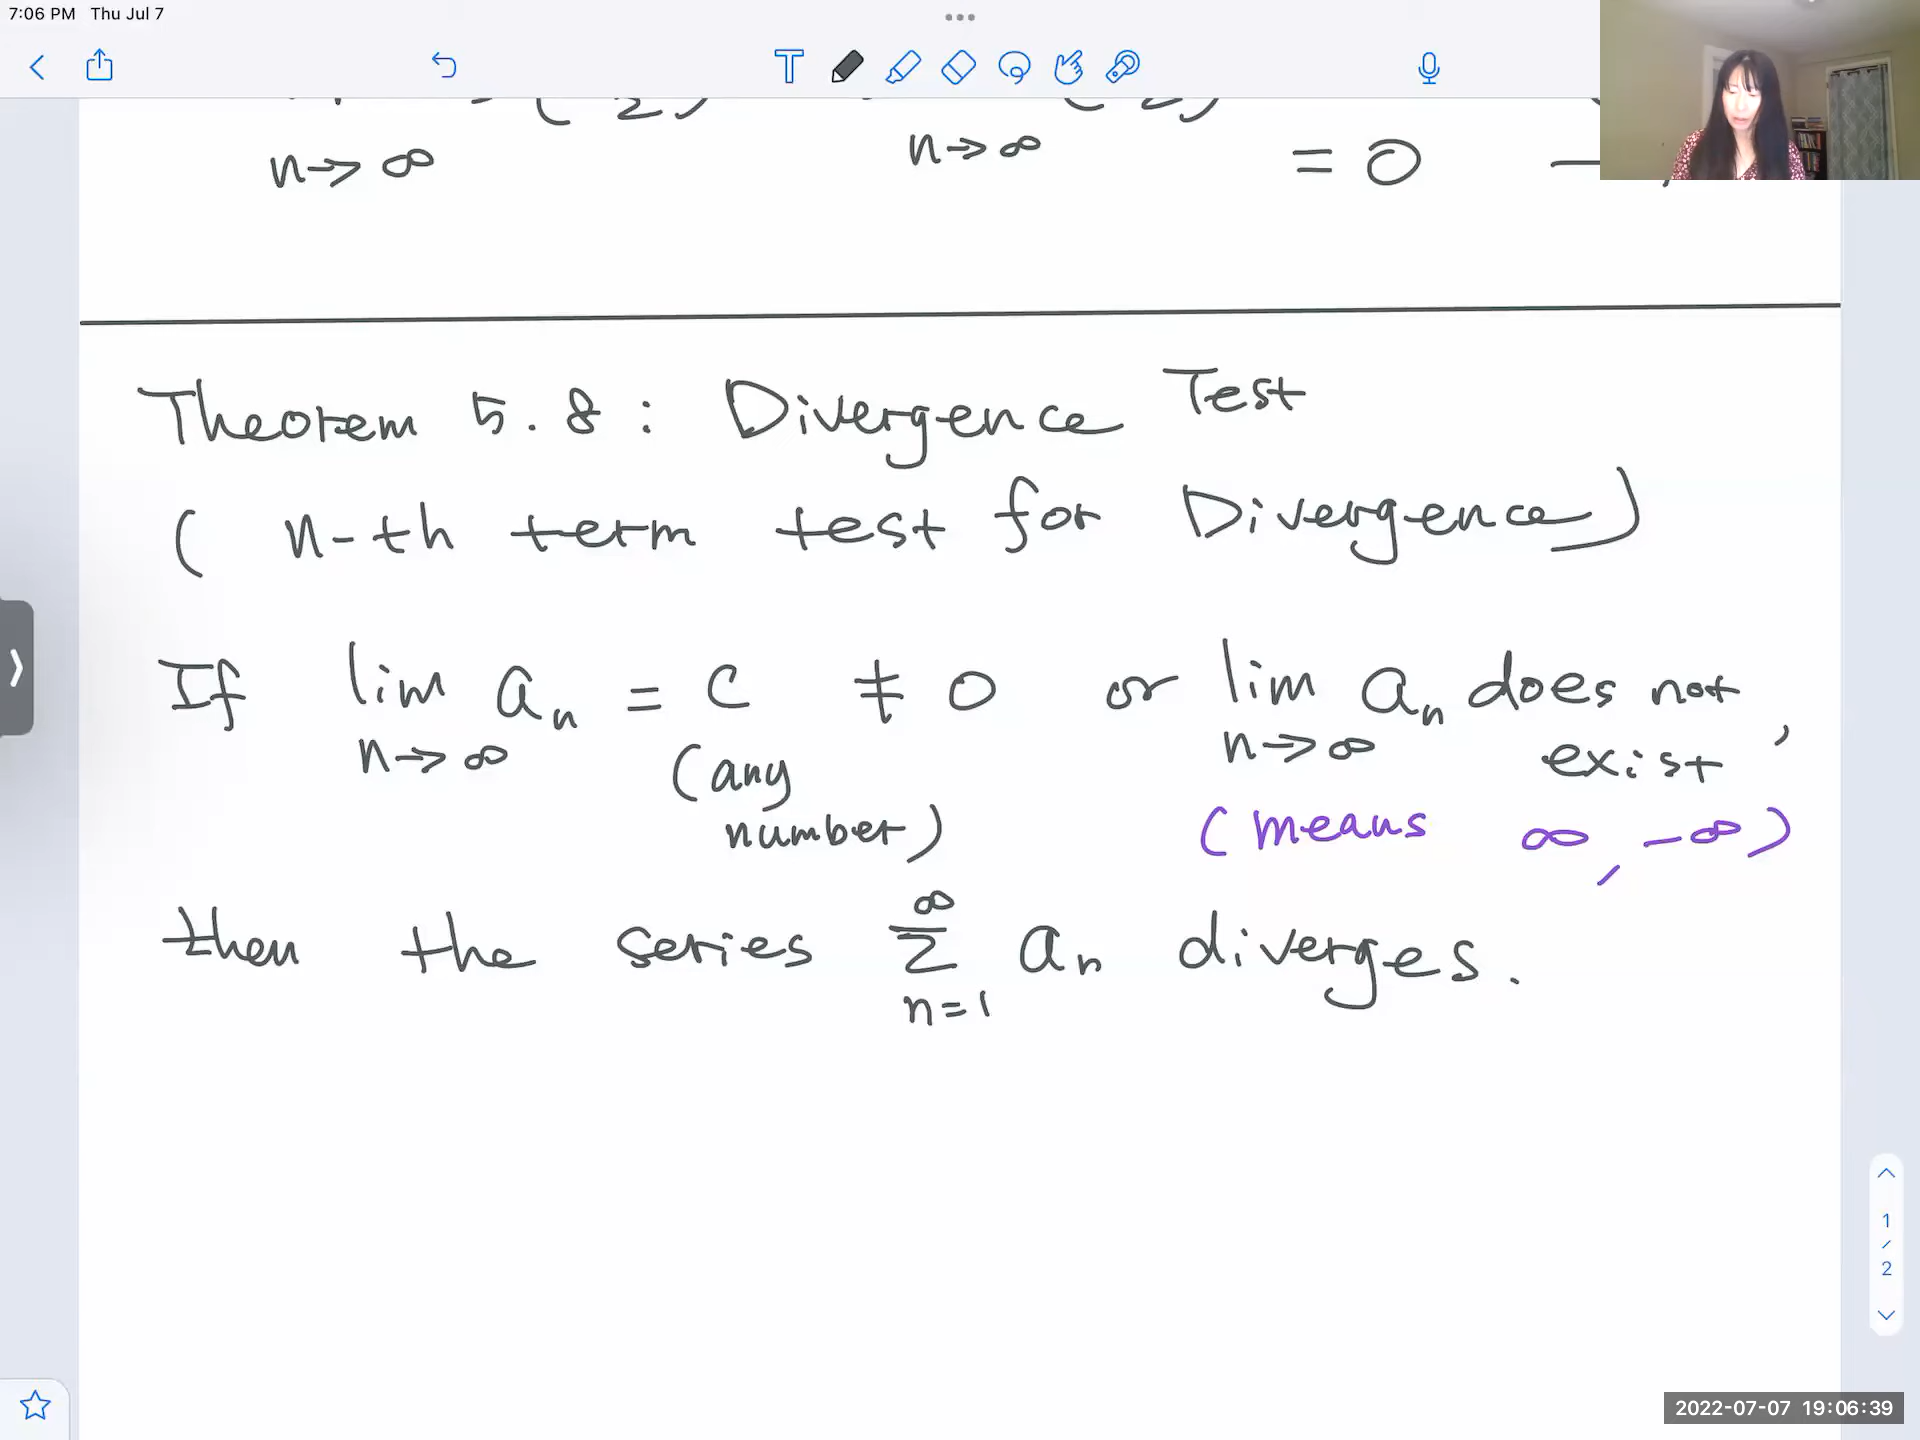 7:06 PM Thu Jul 7
n→∞
n→∞
= 0
Theorem 5.8 : Divergence Test
( n-th term test for Divergence)
If lim n→∞ an = c ≠ 0 or lim n→∞ an does not exist,
(any number)
(means ∞, -∞)
then the series ∞ Σ n=1 an diverges.
1
/
2
2022-07-07 19:06:39